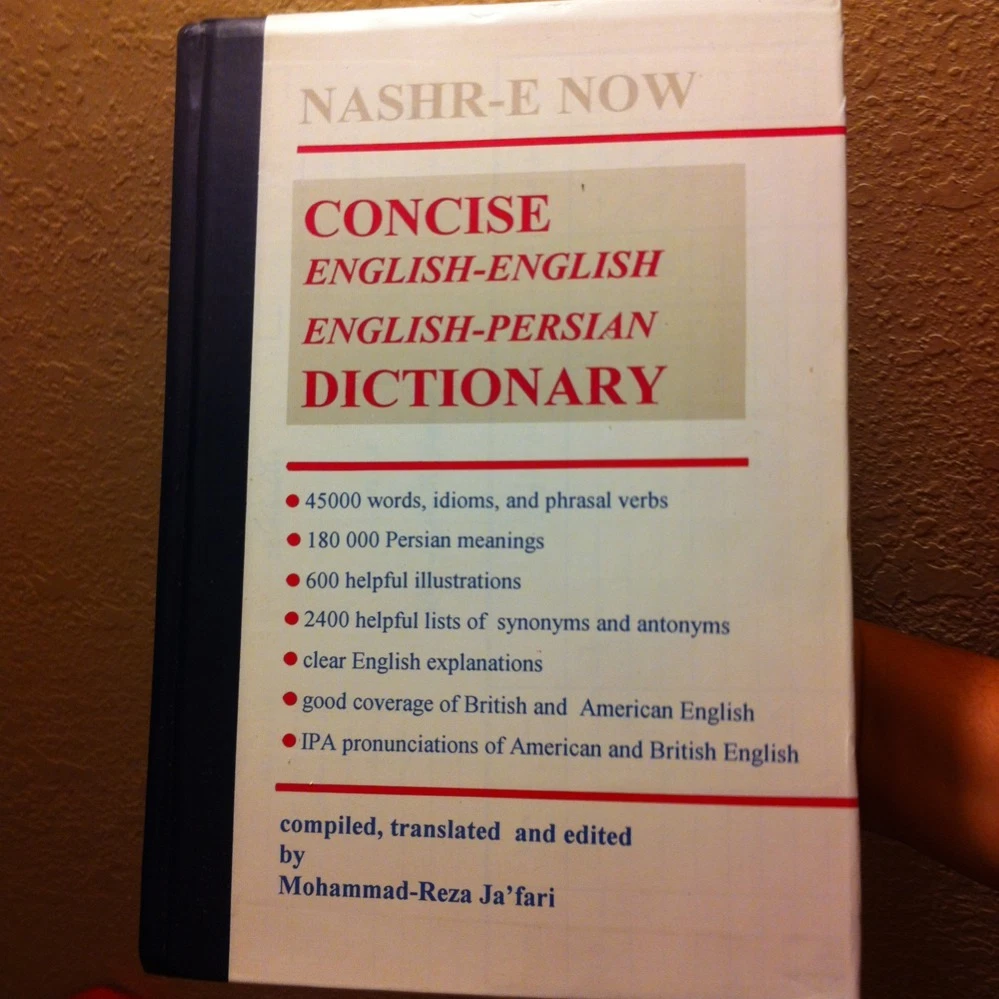 NASHR-E NOW
CONCISE
ENGLISH-ENGLISH
ENGLISH-PERSIAN
DICTIONARY
● 45000 words, idioms, and phrasal verbs
● 180 000 Persian meanings
● 600 helpful illustrations
● 2400 helpful lists of synonyms and antonyms
● clear English explanations
● good coverage of British and American English
● IPA pronunciations of American and British English
compiled, translated and edited
by
Mohammad-Reza Ja'fari